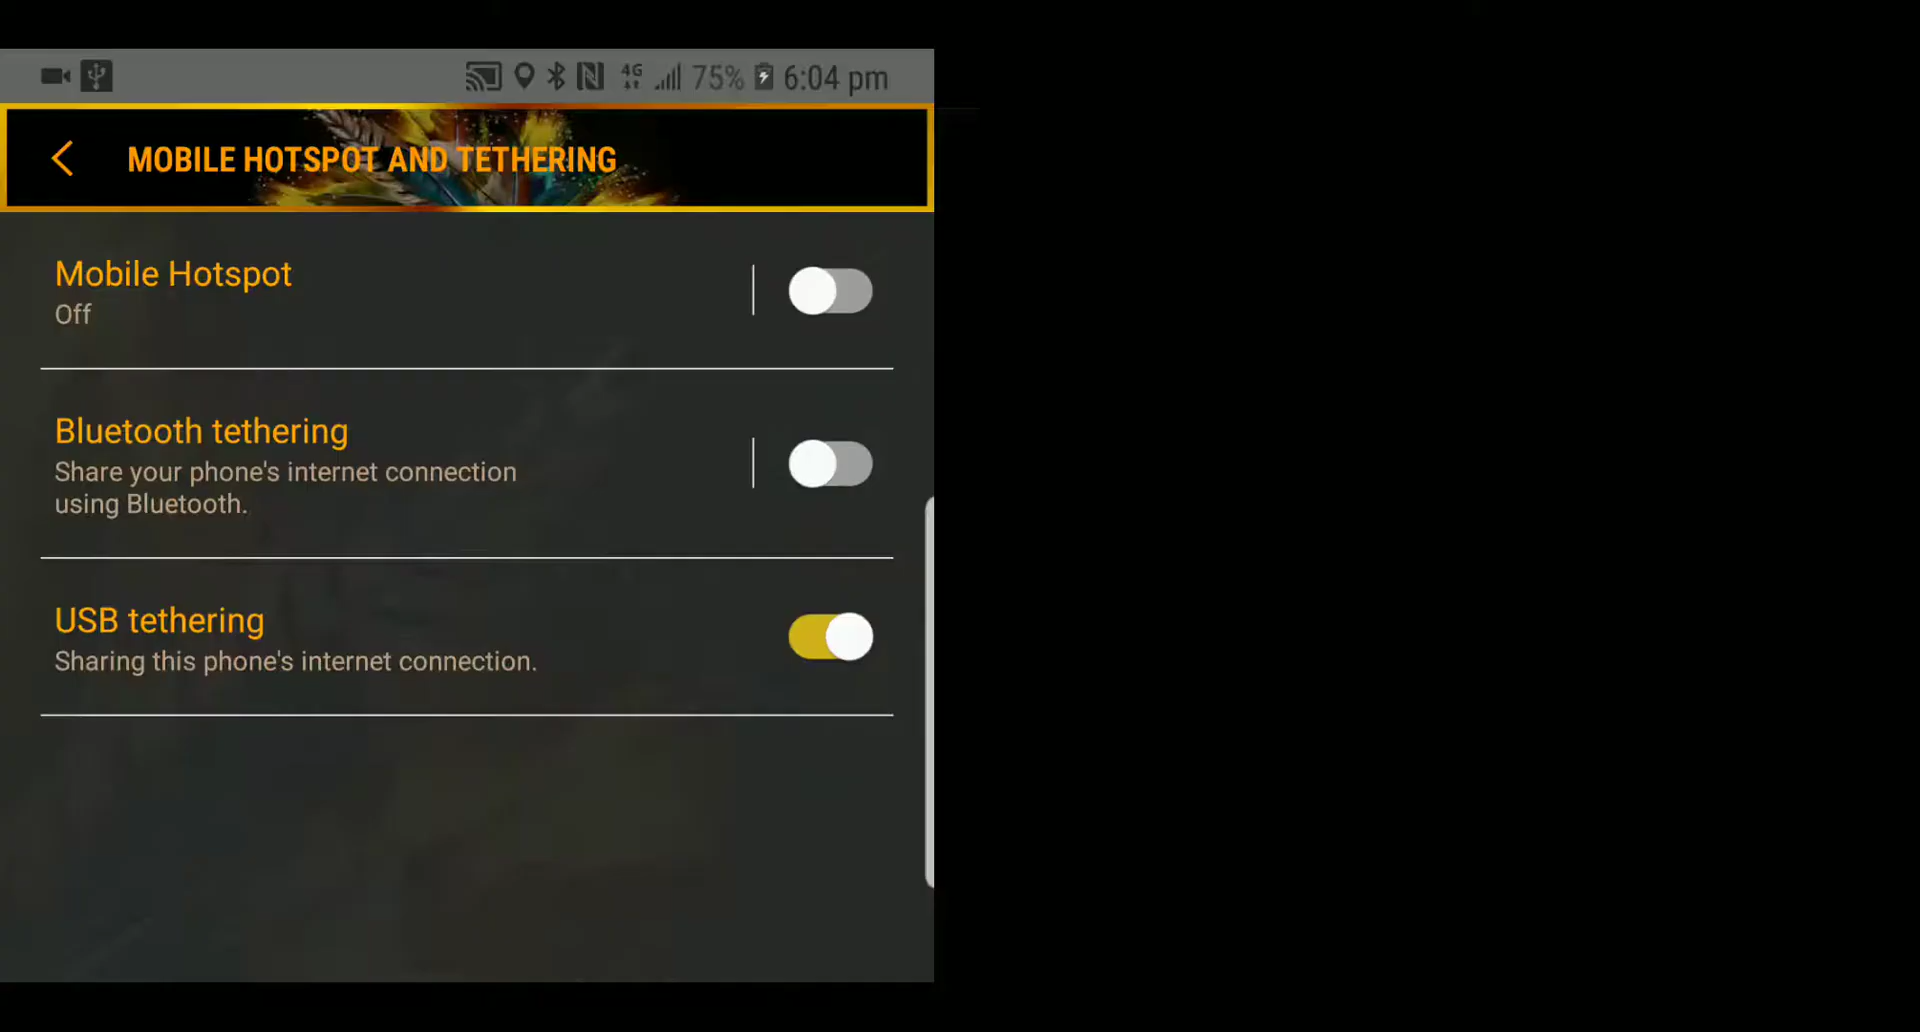 4G 75% 6:04 pm
MOBILE HOTSPOT AND TETHERING
Mobile Hotspot
Off
Bluetooth tethering
Share your phone's internet connection
using Bluetooth.
USB tethering
Sharing this phone's internet connection.